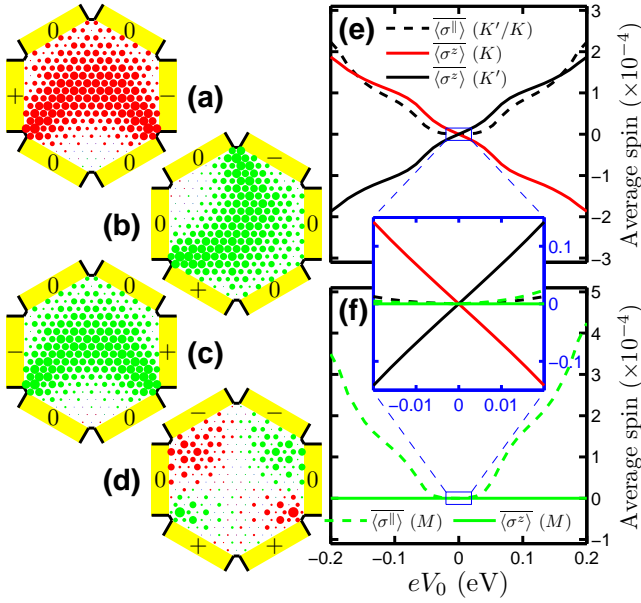 0 0
+ −
0 0
(a)
0 −
0 0
+ 0
(b)
0 0
− +
0 0
(c)
− −
0 0
+ +
(d)
(e)
⟨σ^∥⟩ (K′/K)
⟨σ^z⟩ (K)
⟨σ^z⟩ (K′)
3
2
1
0
−1
−2
−3
Average spin (×10⁻⁴)
0.1
0
−0.1
−0.01 0 0.01
(f)
5
4
3
2
1
0
−1
Average spin (×10⁻⁴)
⟨σ^∥⟩ (M) ⟨σ^z⟩ (M)
−0.2 −0.1 0 0.1 0.2
eV₀ (eV)